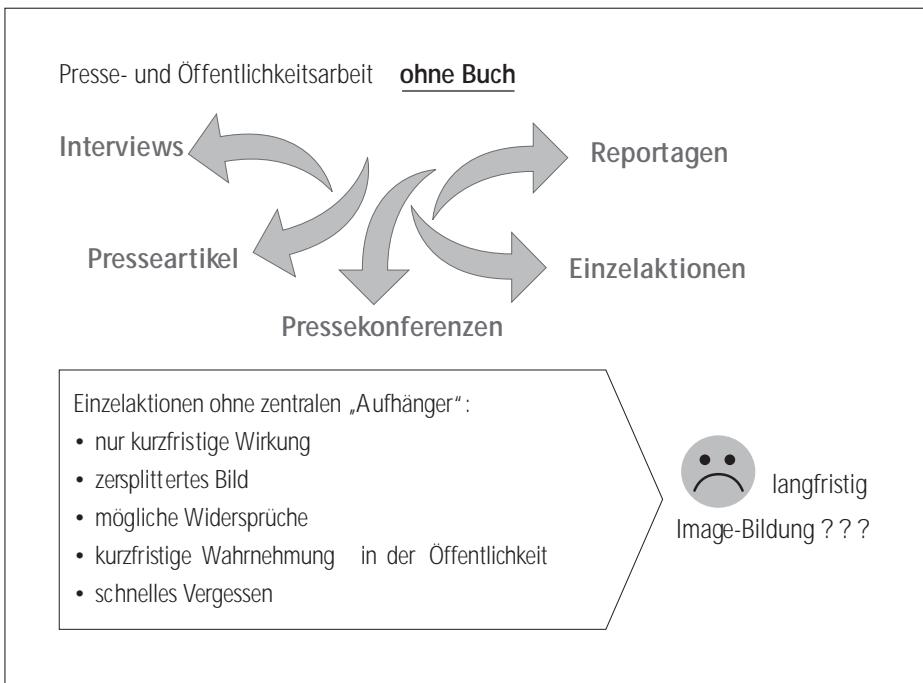 Presse- und Öffentlichkeitsarbeit ohne Buch
Interviews
Reportagen
Presseartikel
Einzelaktionen
Pressekonferenzen
Einzelaktionen ohne zentralen „Aufhänger“:
• nur kurzfristige Wirkung
• zersplittertes Bild
• mögliche Widersprüche
• kurzfristige Wahrnehmung in der Öffentlichkeit
• schnelles Vergessen
langfristig
Image-Bildung ? ? ?